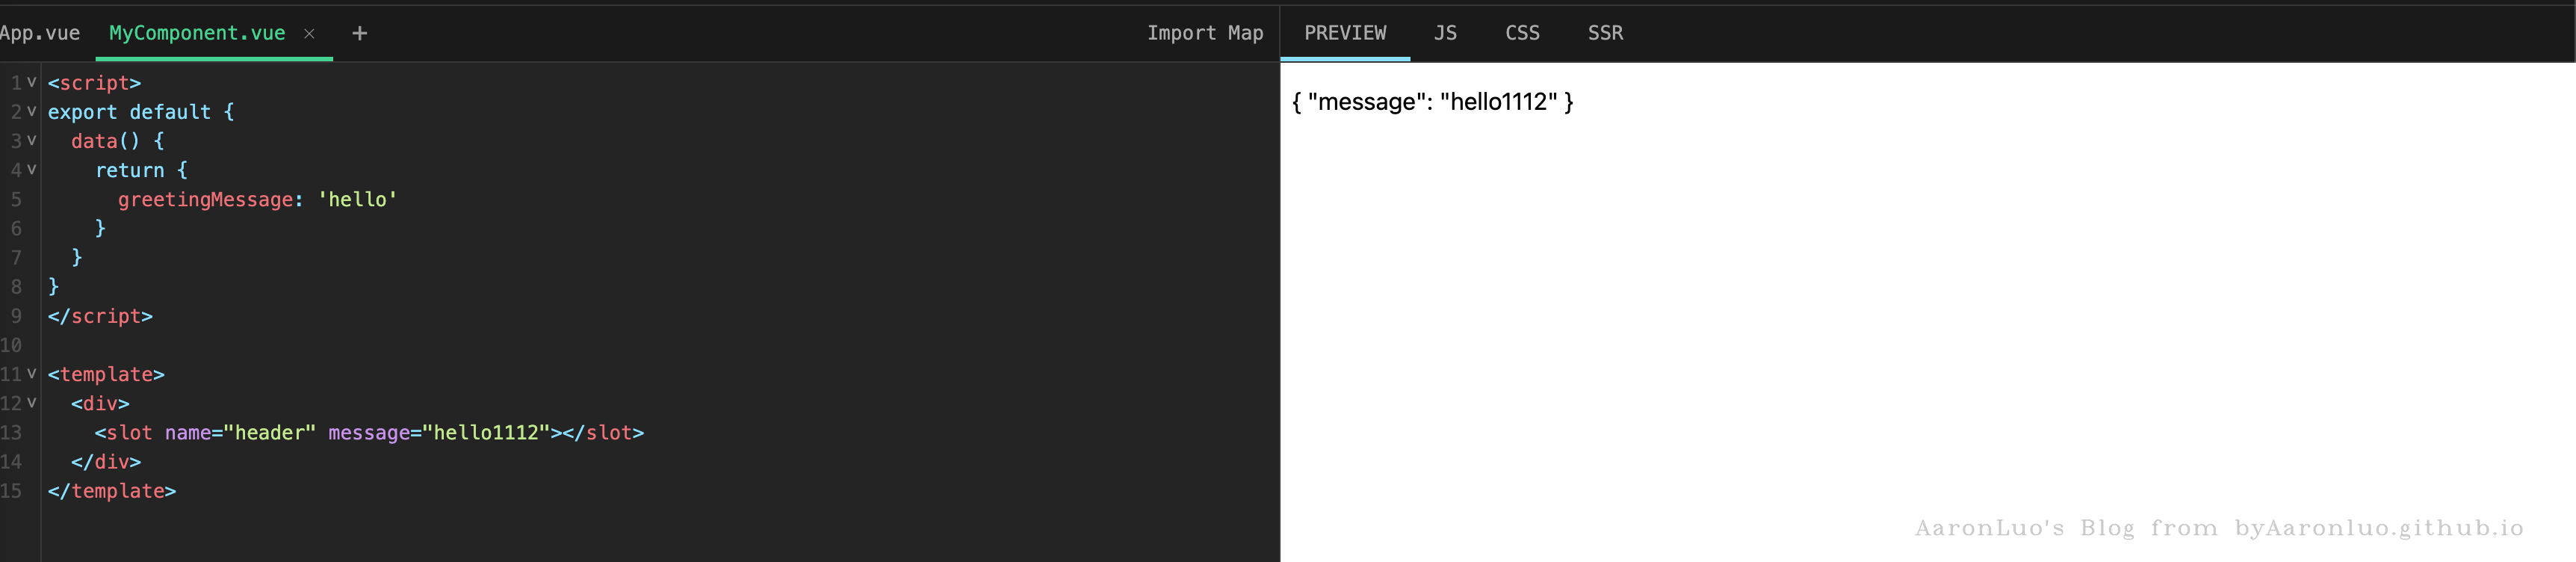 App.vue MyComponent.vue × + Import Map PREVIEW JS CSS SSR
1 <script>
2 export default {
3   data() {
4     return {
5       greetingMessage: 'hello'
6     }
7   }
8 }
9 </script>
10
11 <template>
12   <div>
13     <slot name="header" message="hello1112"></slot>
14   </div>
15 </template>
{ "message": "hello1112" }
AaronLuo's Blog from byAaronluo.github.io